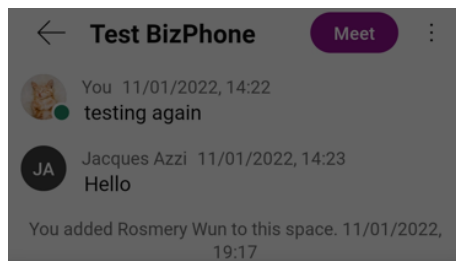 Test BizPhone
Meet
You 11/01/2022, 14:22
testing again
JA
Jacques Azzi 11/01/2022, 14:23
Hello
You added Rosmery Wun to this space. 11/01/2022,
19:17